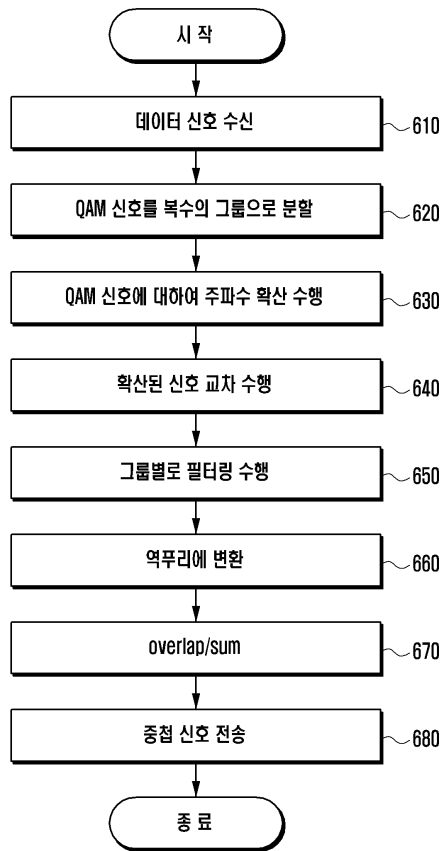 시 작
데이터 신호 수신
610
QAM 신호를 복수의 그룹으로 분할
620
QAM 신호에 대하여 주파수 확산 수행
630
확산된 신호 교차 수행
640
그룹별로 필터링 수행
650
역푸리에 변환
660
overlap/sum
670
중첩 신호 전송
680
종 료